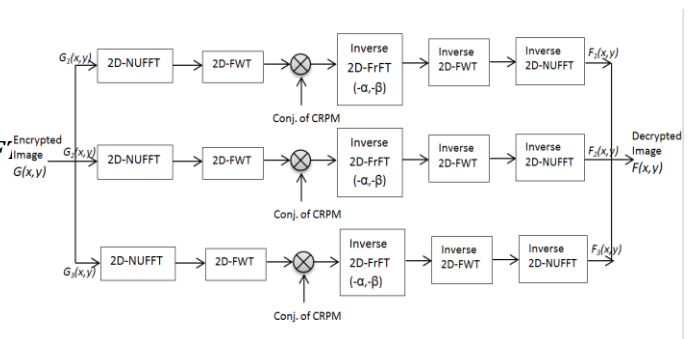 G₁(x,y)
2D-NUFFT
2D-FWT
Inverse
2D-FrFT
(-α,-β)
Inverse
2D-FWT
Inverse
2D-NUFFT
F₁(x,y)
Conj. of CRPM
Encrypted
Image
G(x,y)
G₂(x,y)
2D-NUFFT
2D-FWT
Inverse
2D-FrFT
(-α,-β)
Inverse
2D-FWT
Inverse
2D-NUFFT
F₂(x,y)
Decrypted
Image
F(x,y)
Conj. of CRPM
G₃(x,y)
2D-NUFFT
2D-FWT
Inverse
2D-FrFT
(-α,-β)
Inverse
2D-FWT
Inverse
2D-NUFFT
F₃(x,y)
Conj. of CRPM